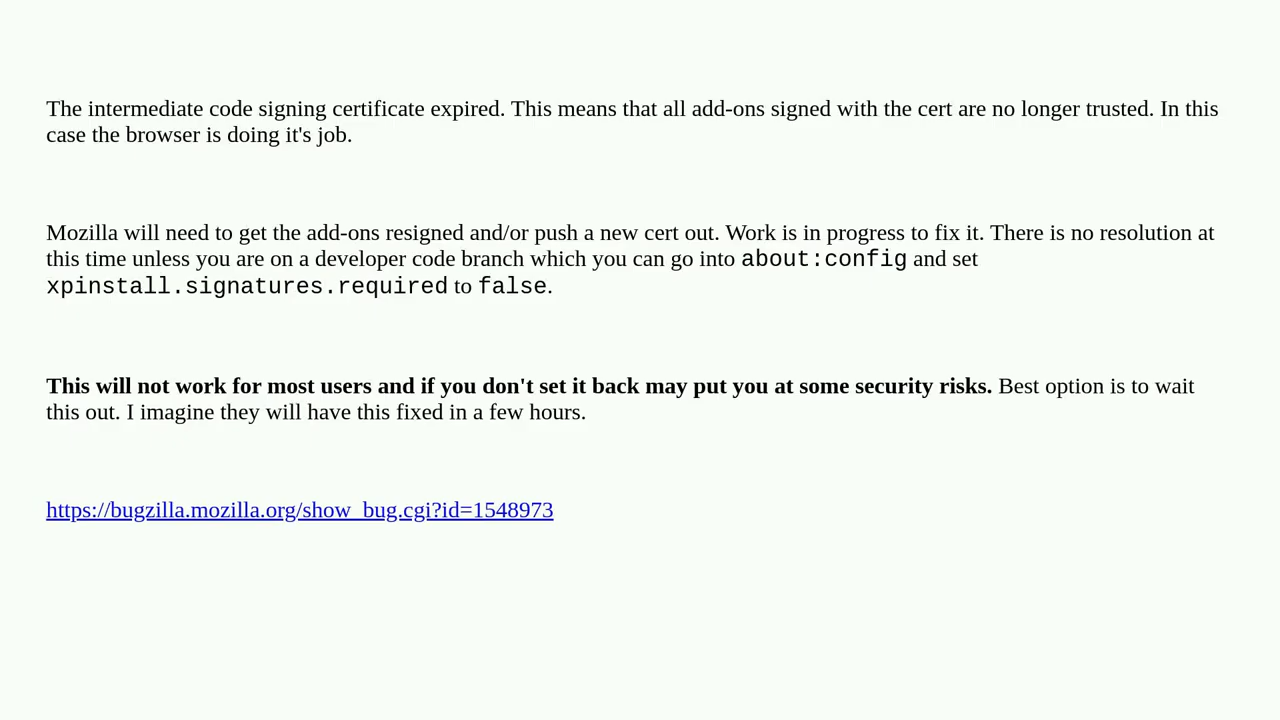 The intermediate code signing certificate expired. This means that all add-ons signed with the cert are no longer trusted. In this
case the browser is doing it's job.
Mozilla will need to get the add-ons resigned and/or push a new cert out. Work is in progress to fix it. There is no resolution at
this time unless you are on a developer code branch which you can go into about:config and set
xpinstall.signatures.required to false.
This will not work for most users and if you don't set it back may put you at some security risks. Best option is to wait
this out. I imagine they will have this fixed in a few hours.
https://bugzilla.mozilla.org/show_bug.cgi?id=1548973